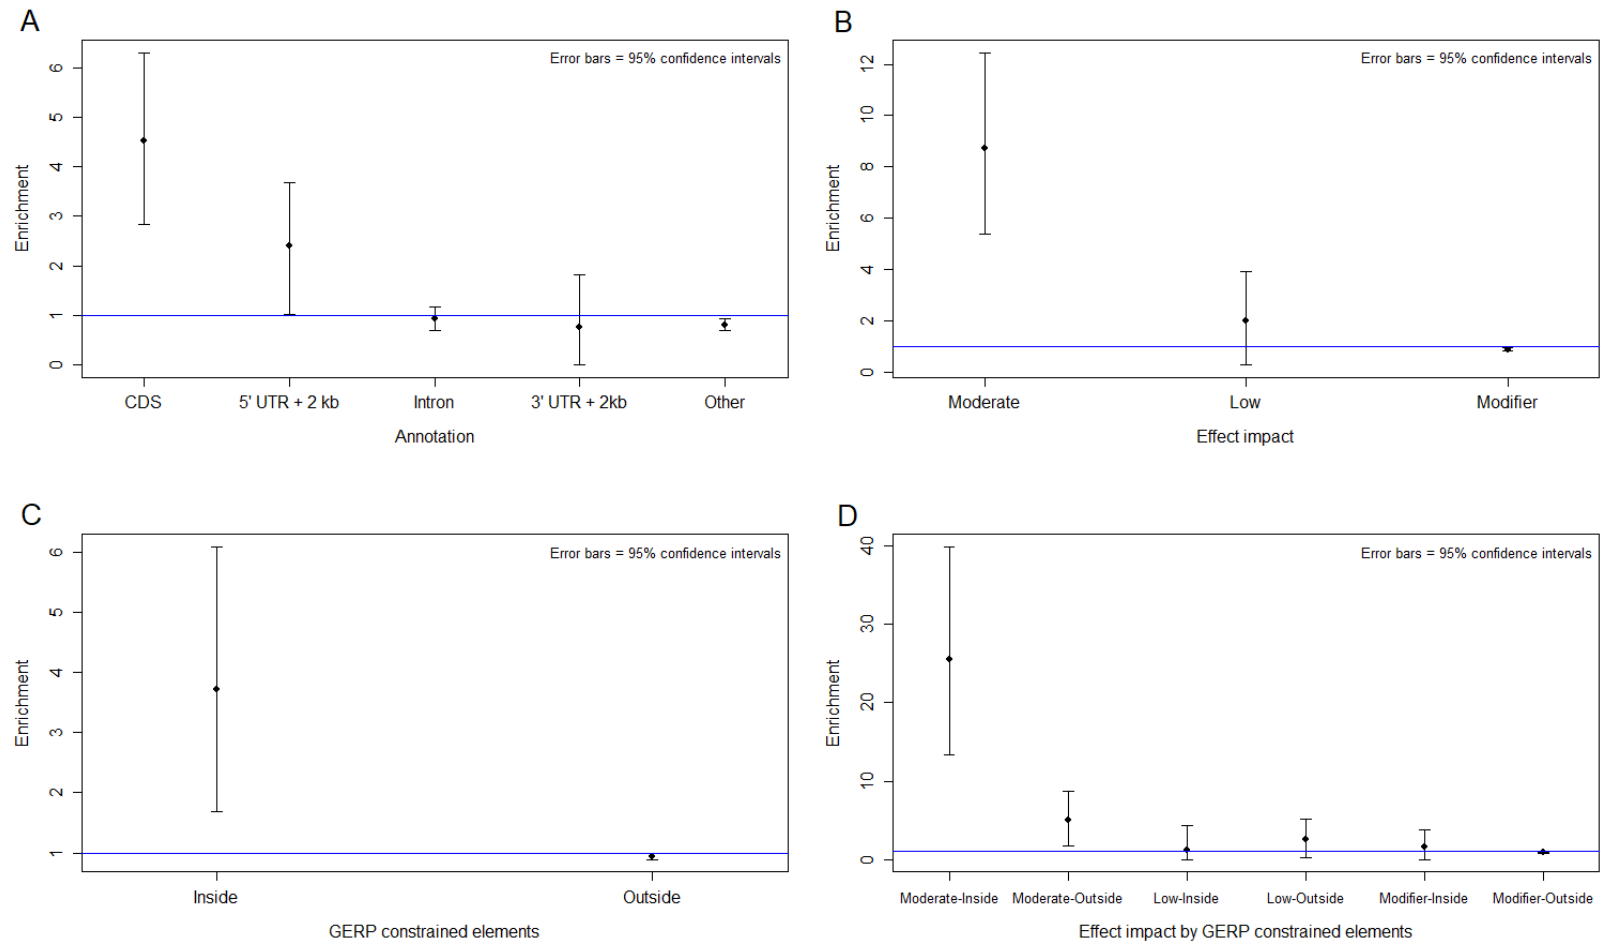 A
Error bars = 95% confidence intervals
Enrichment
6
5
4
3
2
1
0
CDS
5' UTR + 2 kb
Intron
3' UTR + 2kb
Other
Annotation
B
Error bars = 95% confidence intervals
Enrichment
12
10
8
6
4
2
0
Moderate
Low
Modifier
Effect impact
C
Error bars = 95% confidence intervals
Enrichment
6
5
4
3
2
1
Inside
Outside
GERP constrained elements
D
Error bars = 95% confidence intervals
Enrichment
40
30
20
10
0
Moderate-Inside
Moderate-Outside
Low-Inside
Low-Outside
Modifier-Inside
Modifier-Outside
Effect impact by GERP constrained elements